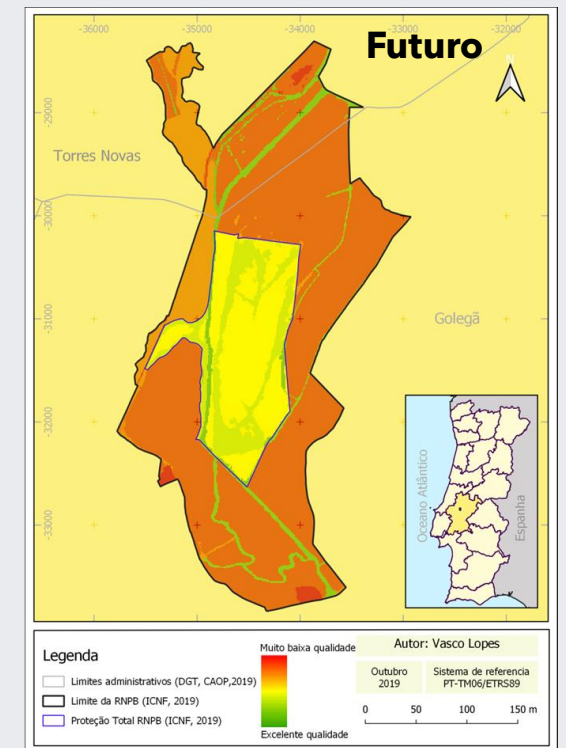 -36000 -35000 -34000 -33000 -32000
Futuro
N
-29000
Torres Novas
-30000
-31000
Golegã
-32000
-33000
Oceano Atlântico
Espanha
Legenda
Limites administrativos (DGT, CAOP,2019)
Limite da RNPB (ICNF, 2019)
Proteção Total RNPB (ICNF, 2019)
Muito baixa qualidade
Excelente qualidade
Autor: Vasco Lopes
Outubro
2019
Sistema de referencia
PT-TM06/ETRS89
0 50 100 150 m